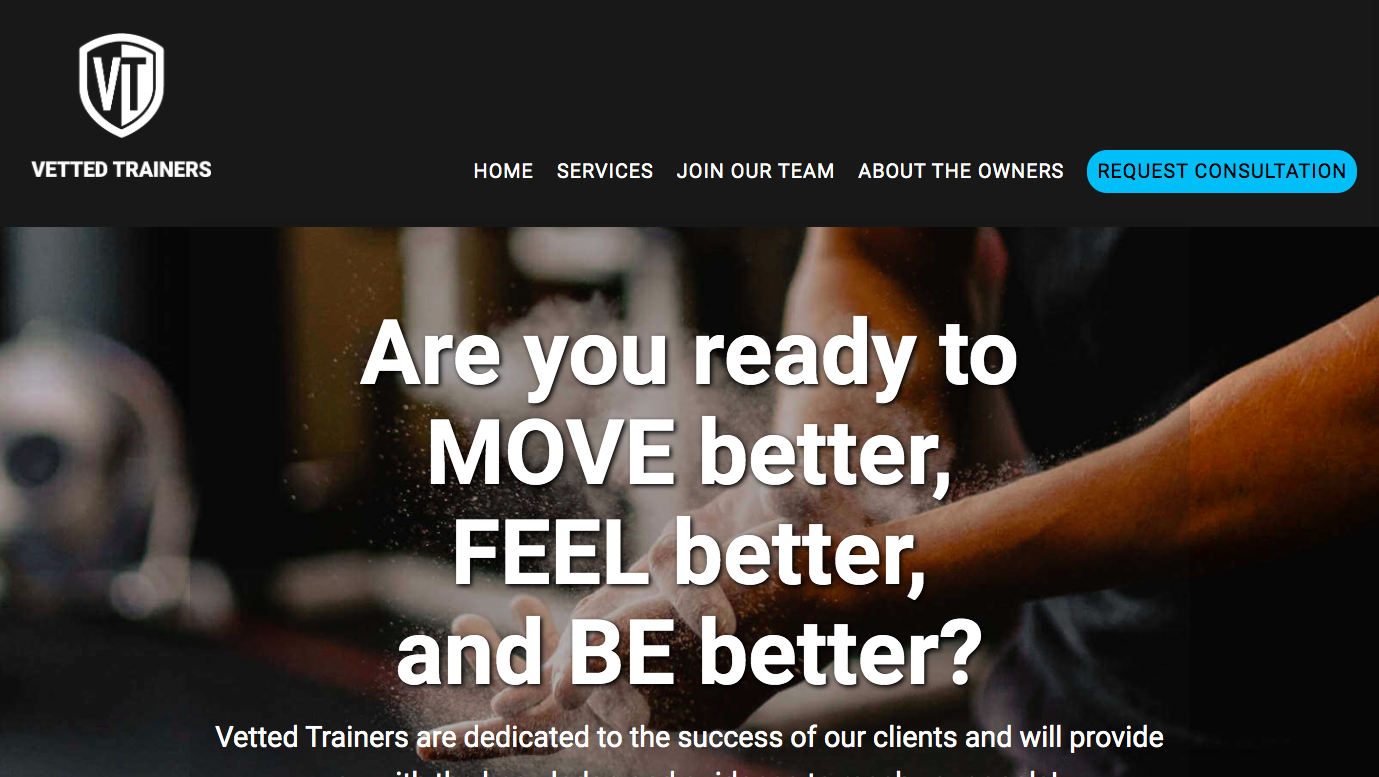 VT
VETTED TRAINERS
HOME SERVICES JOIN OUR TEAM ABOUT THE OWNERS REQUEST CONSULTATION
Are you ready to
MOVE better,
FEEL better,
and BE better?
Vetted Trainers are dedicated to the success of our clients and will provide